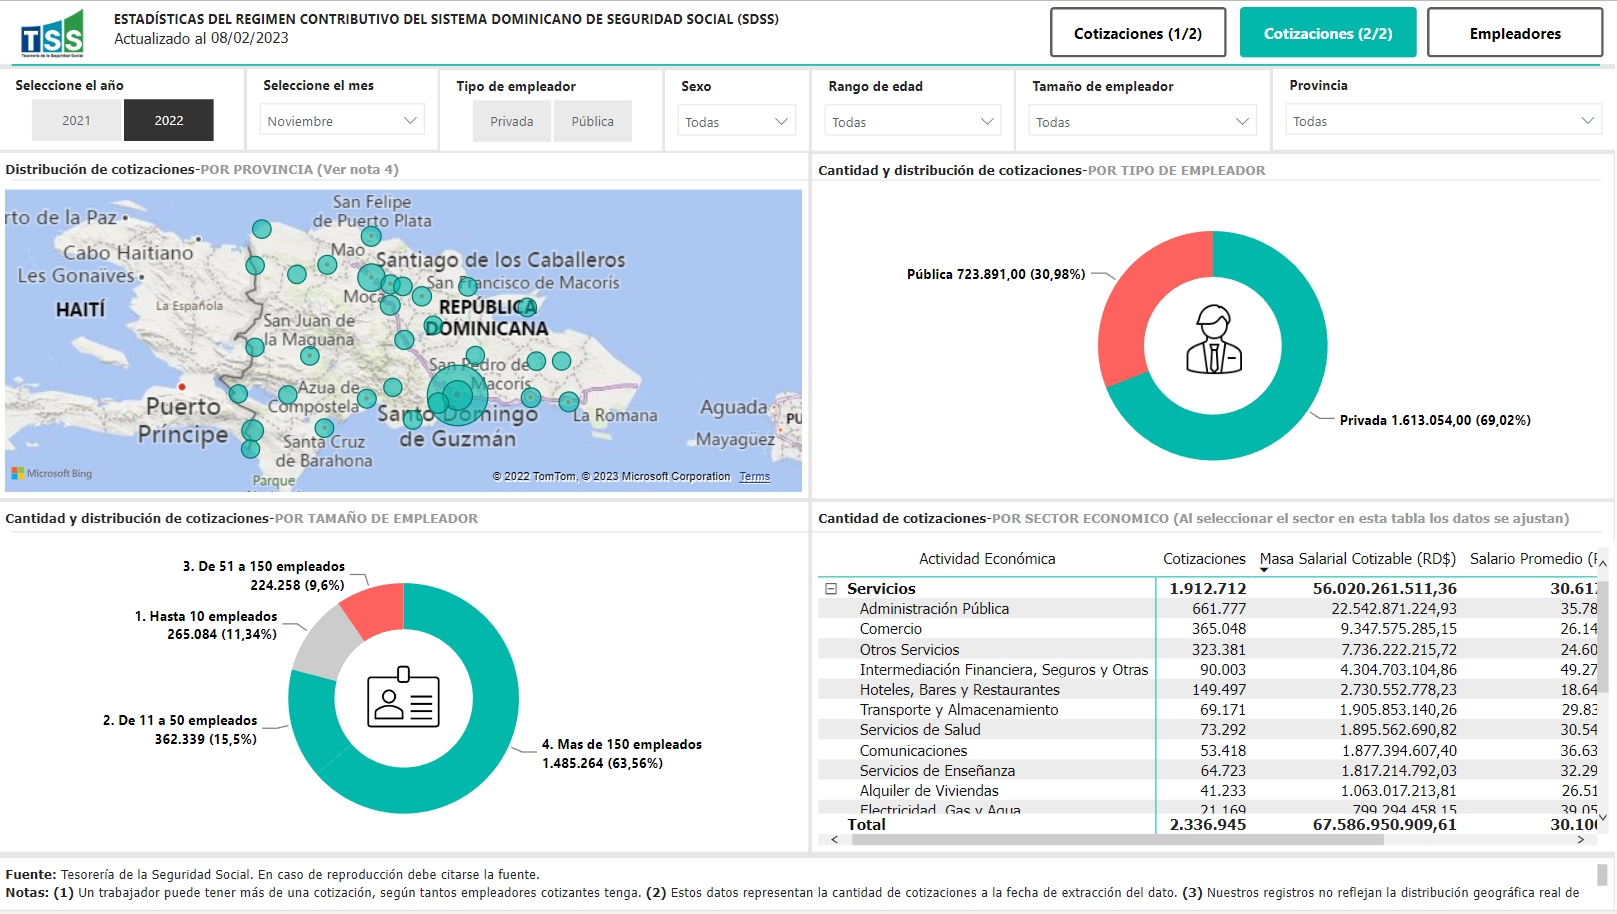 TSS
Tesorería de la Seguridad Social
ESTADÍSTICAS DEL REGIMEN CONTRIBUTIVO DEL SISTEMA DOMINICANO DE SEGURIDAD SOCIAL (SDSS)
Actualizado al 08/02/2023
Cotizaciones (1/2)
Cotizaciones (2/2)
Empleadores
Seleccione el año
2021
2022
Seleccione el mes
Noviembre
Tipo de empleador
Privada
Pública
Sexo
Todas
Rango de edad
Todas
Tamaño de empleador
Todas
Provincia
Todas
Distribución de cotizaciones-POR PROVINCIA (Ver nota 4)
rto de la Paz
San Felipe
de Puerto Plata
Cabo Haitiano
Mao
Santiago de los Caballeros
Les Gonaïves
San Francisco de Macorís
Moca
HAITÍ
La Española
REPÚBLICA
DOMINICANA
San Juan de
la Maguana
San Pedro de
Macorís
Azua de
Compostela
Puerto
Príncipe
Santo Domingo
de Guzmán
La Romana
Aguada
PU
Mayagüez
Santa Cruz
de Barahona
Parque
Microsoft Bing
© 2022 TomTom, © 2023 Microsoft Corporation Terms
Cantidad y distribución de cotizaciones-POR TIPO DE EMPLEADOR
Pública 723.891,00 (30,98%)
Privada 1.613.054,00 (69,02%)
Cantidad y distribución de cotizaciones-POR TAMAÑO DE EMPLEADOR
3. De 51 a 150 empleados
224.258 (9,6%)
1. Hasta 10 empleados
265.084 (11,34%)
2. De 11 a 50 empleados
362.339 (15,5%)
4. Mas de 150 empleados
1.485.264 (63,56%)
Cantidad de cotizaciones-POR SECTOR ECONOMICO (Al seleccionar el sector en esta tabla los datos se ajustan)
Actividad Económica Cotizaciones Masa Salarial Cotizable (RD$) Salario Promedio (
Servicios 1.912.712 56.020.261.511,36 30.617
Administración Pública 661.777 22.542.871.224,93 35.78
Comercio 365.048 9.347.575.285,15 26.14
Otros Servicios 323.381 7.736.222.215,72 24.60
Intermediación Financiera, Seguros y Otras 90.003 4.304.703.104,86 49.27
Hoteles, Bares y Restaurantes 149.497 2.730.552.778,23 18.64
Transporte y Almacenamiento 69.171 1.905.853.140,26 29.83
Servicios de Salud 73.292 1.895.562.690,82 30.54
Comunicaciones 53.418 1.877.394.607,40 36.63
Servicios de Enseñanza 64.723 1.817.214.792,03 32.29
Alquiler de Viviendas 41.233 1.063.017.213,81 26.51
Electricidad, Gas y Agua 21.169 799.294.458,15 39.05
Total 2.336.945 67.586.950.909,61 30.100
Fuente: Tesorería de la Seguridad Social. En caso de reproducción debe citarse la fuente.
Notas: (1) Un trabajador puede tener más de una cotización, según tantos empleadores cotizantes tenga. (2) Estos datos representan la cantidad de cotizaciones a la fecha de extracción del dato. (3) Nuestros registros no reflejan la distribución geográfica real de